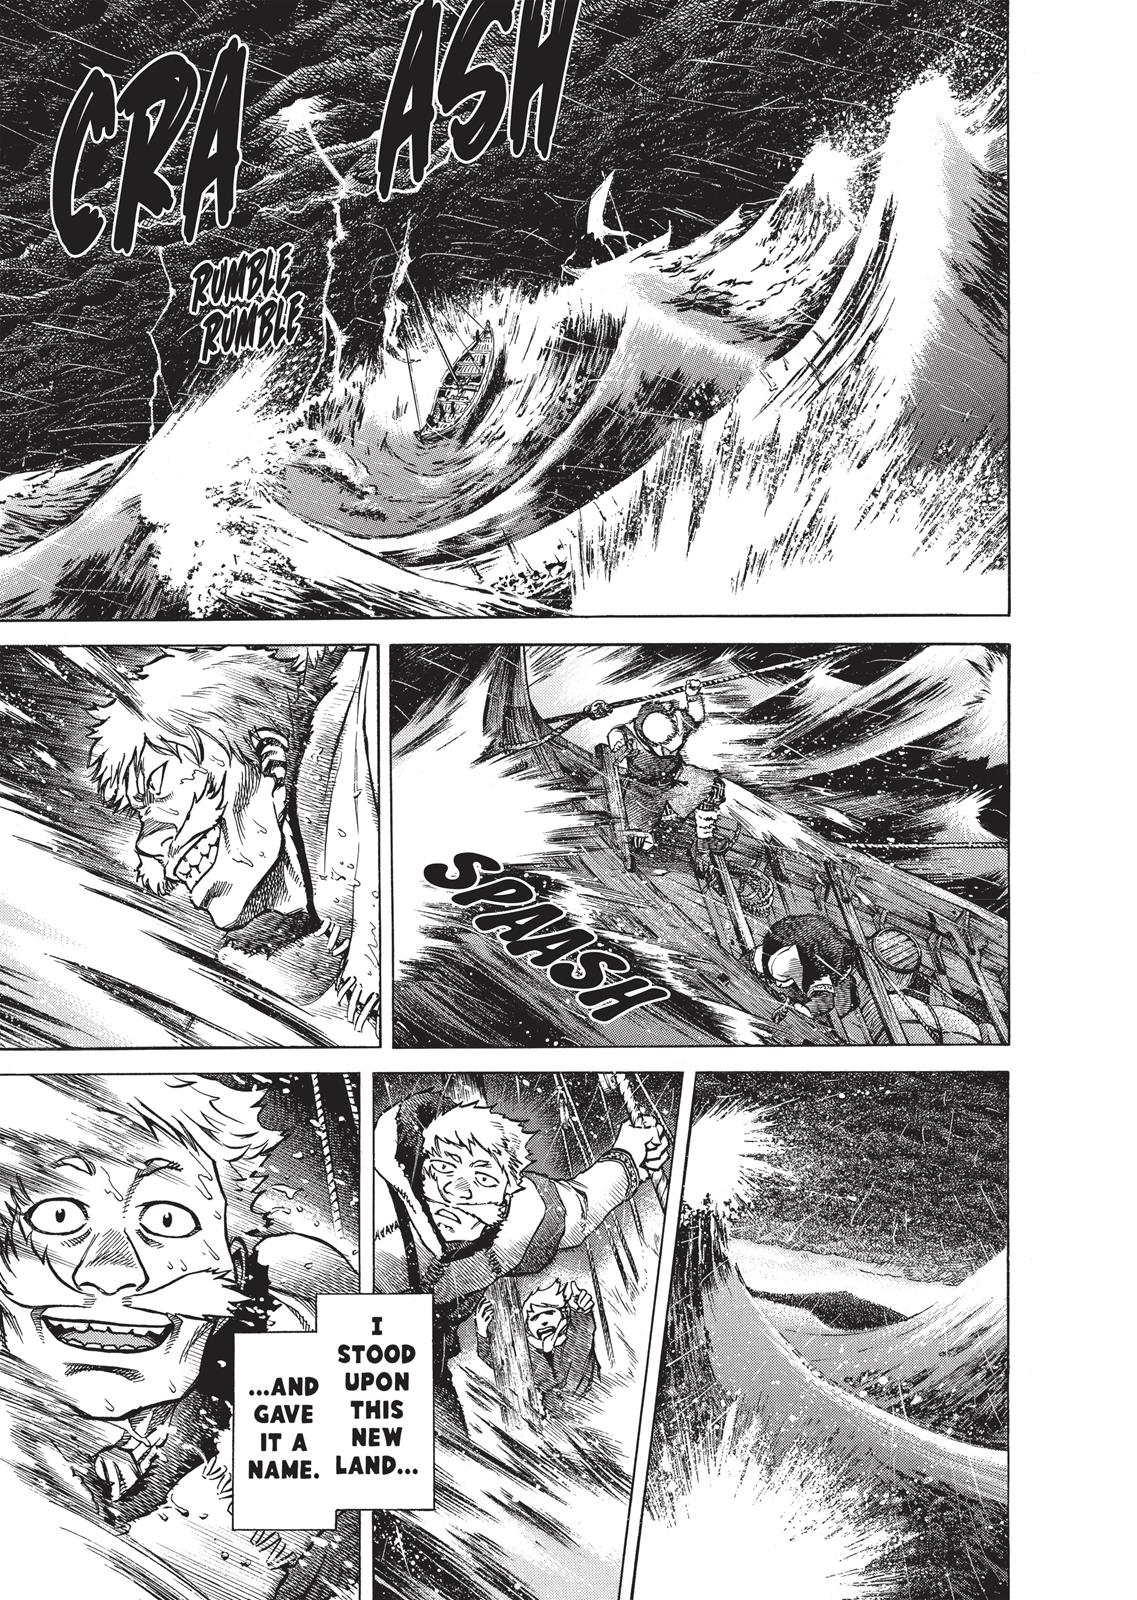 CRA ASH
RUMBLE
RUMBLE
SPAASH
I
STOOD
UPON
THIS
NEW
LAND...
...AND
GAVE
IT A
NAME.